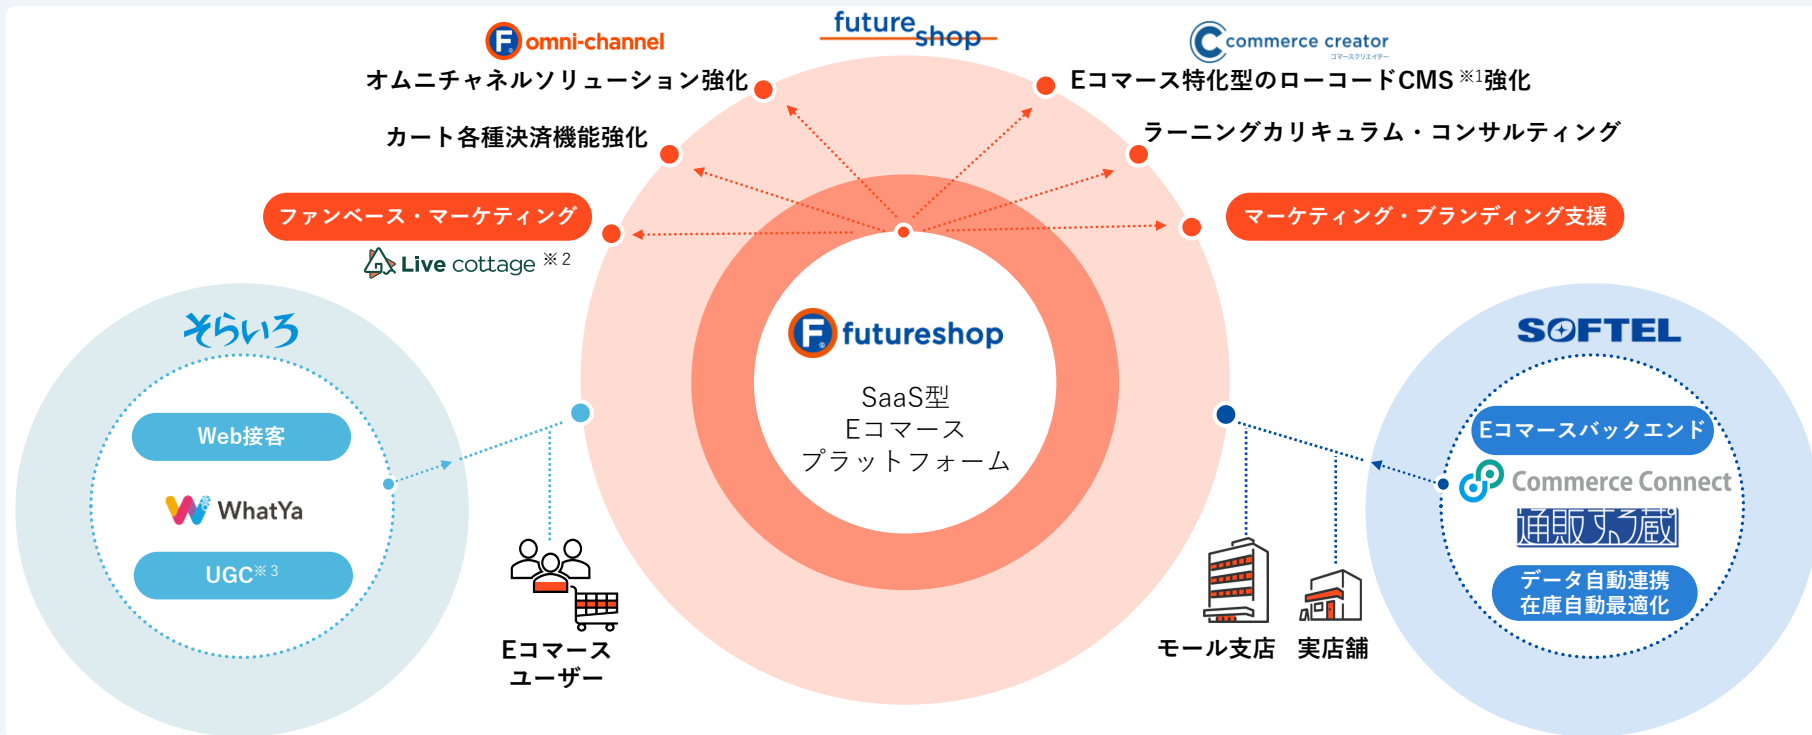 future
shop
F omni-channel
オムニチャネルソリューション強化
カート各種決済機能強化
ファンベース・マーケティング
Live cottage ※2
commerce creator
コマースクリエイター
Eコマース特化型のローコードCMS ※1強化
ラーニングカリキュラム・コンサルティング
マーケティング・ブランディング支援
F futureshop
SaaS型
Eコマース
プラットフォーム
そらいろ
Web接客
WhatYa
UGC※3
Eコマース
ユーザー
モール支店
実店舗
SOFTEL
Eコマースバックエンド
Commerce Connect
通販する蔵
データ自動連携
在庫自動最適化